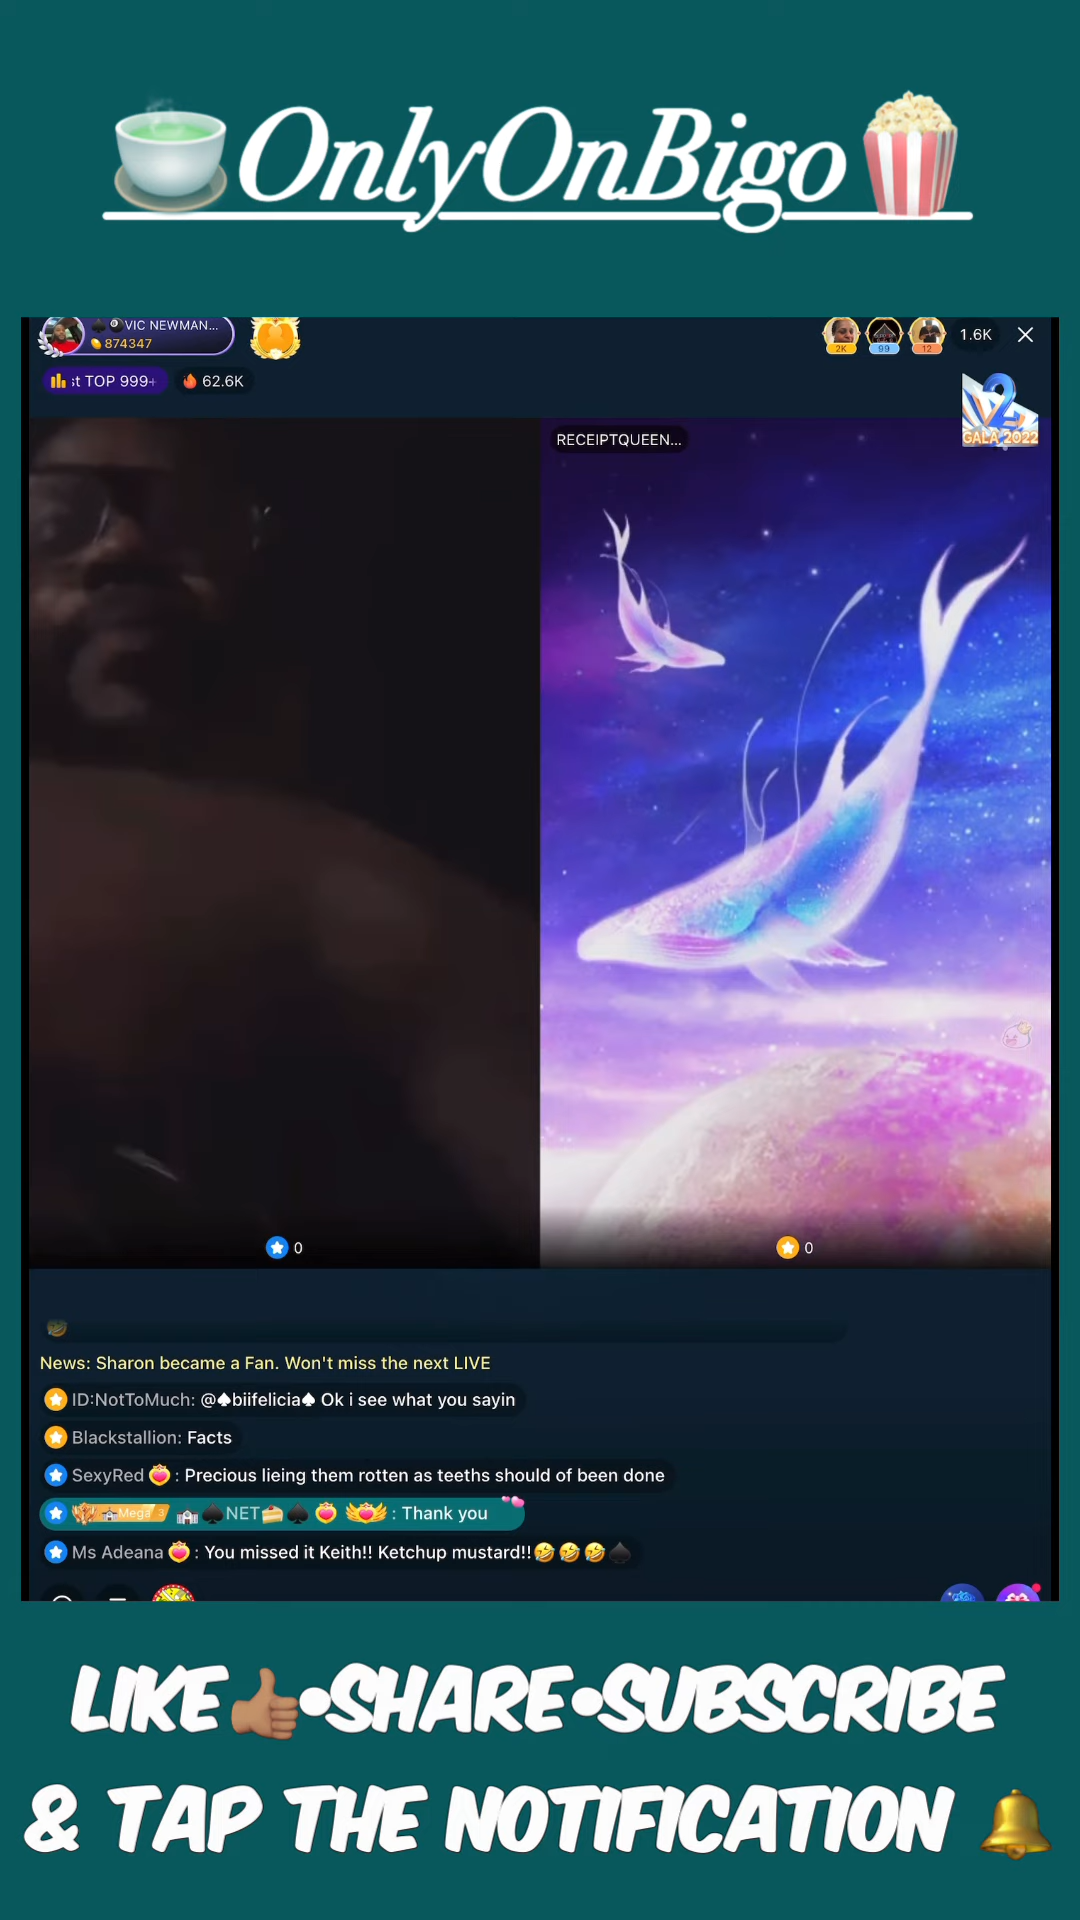 OnlyOnBigo
VIC NEWMAN...
874347
st TOP 999+
62.6K
2K
99
12
1.6K
GALA 2022
RECEIPTQUEEN...
0
0
News: Sharon became a Fan. Won't miss the next LIVE
ID:NotToMuch: @♠biifelicia♠ Ok i see what you sayin
Blackstallion: Facts
SexyRed : Precious lieing them rotten as teeths should of been done
Mega 3 ♠NET🍰♠ : Thank you
Ms Adeana : You missed it Keith!! Ketchup mustard!!🤣🤣🤣♠
LIKE👍🏽•SHARE•SUBSCRIBE
& TAP THE NOTIFICATION 🔔